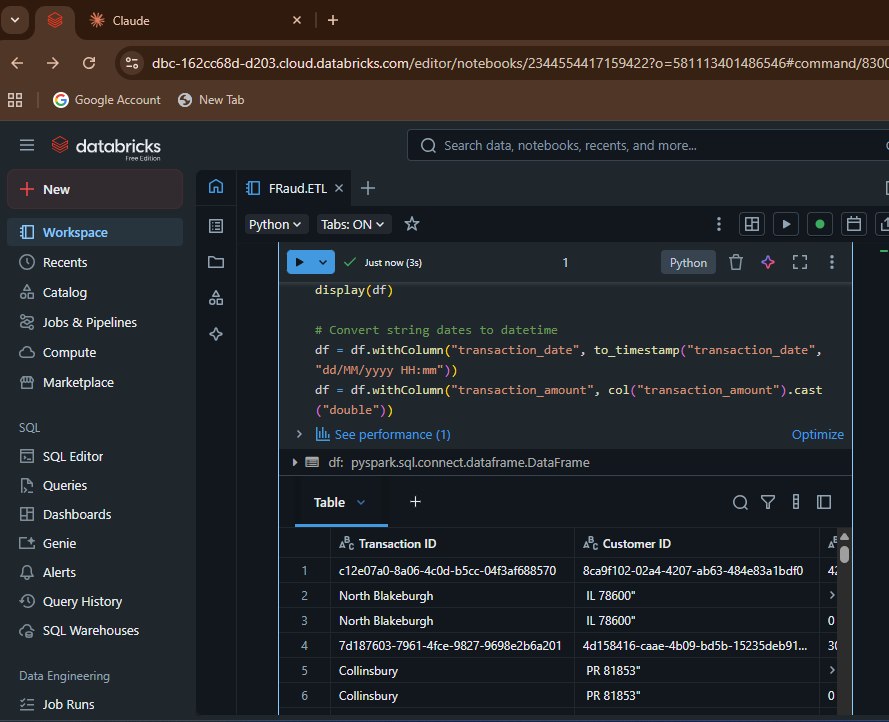 Claude
dbc-162cc68d-d203.cloud.databricks.com/editor/notebooks/2344554417159422?o=581113401486546#command/8300
Google Account
New Tab
databricks
Free Edition
Search data, notebooks, recents, and more...
New
FRaud.ETL
Workspace
Python
Tabs: ON
Recents
Just now (3s)
1
Python
Catalog
display(df)
Jobs & Pipelines
# Convert string dates to datetime
Compute
df = df.withColumn("transaction_date", to_timestamp("transaction_date",
"dd/MM/yyyy HH:mm"))
Marketplace
df = df.withColumn("transaction_amount", col("transaction_amount").cast
("double"))
SQL
See performance (1)
Optimize
SQL Editor
df: pyspark.sql.connect.dataframe.DataFrame
Queries
Table
Dashboards
Genie
Transaction ID
Customer ID
Alerts
1 c12e07a0-8a06-4c0d-b5cc-04f3af688570 8ca9f102-02a4-4207-ab63-484e83a1bdf0 42
Query History
2 North Blakeburgh IL 78600"
3 North Blakeburgh IL 78600" 0
SQL Warehouses
4 7d187603-7961-4fce-9827-9698e2b6a201 4d158416-caae-4b09-bd5b-15235deb91... 30
Data Engineering
5 Collinsbury PR 81853"
6 Collinsbury PR 81853" 0
Job Runs